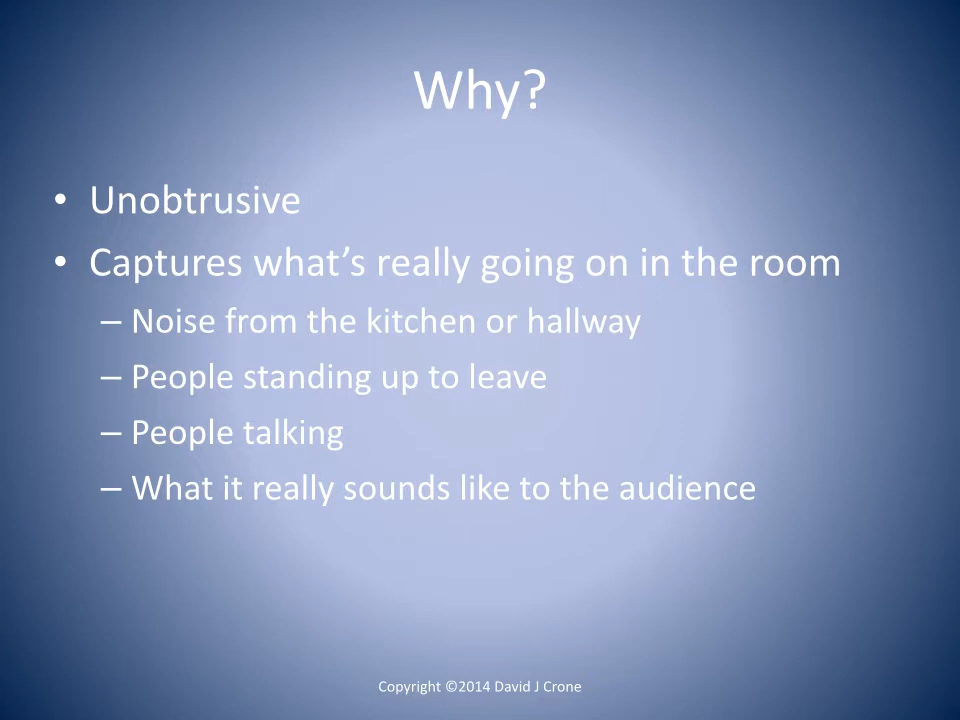 Why?
• Unobtrusive
• Captures what’s really going on in the room
– Noise from the kitchen or hallway
– People standing up to leave
– People talking
– What it really sounds like to the audience
Copyright ©2014 David J Crone